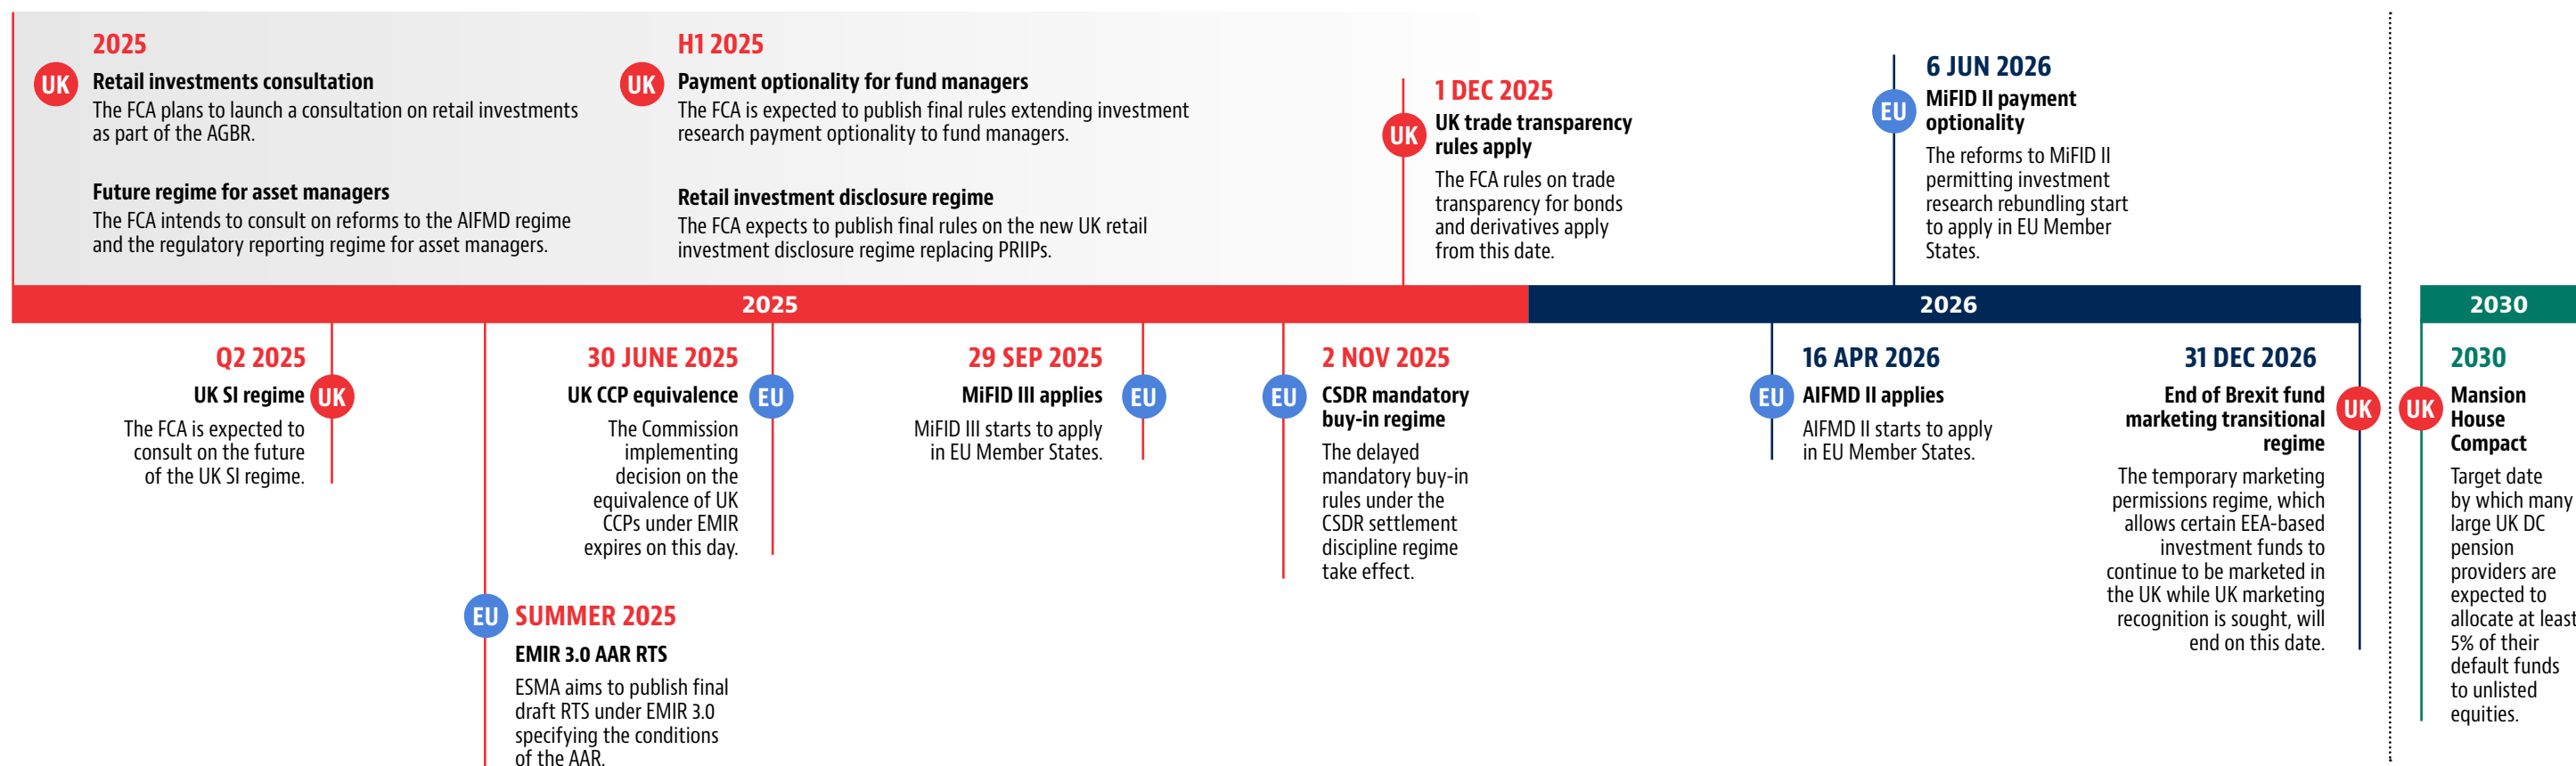 2025
UK
Retail investments consultation
The FCA plans to launch a consultation on retail investments
as part of the AGBR.
Future regime for asset managers
The FCA intends to consult on reforms to the AIFMD regime
and the regulatory reporting regime for asset managers.
H1 2025
UK
Payment optionality for fund managers
The FCA is expected to publish final rules extending investment
research payment optionality to fund managers.
Retail investment disclosure regime
The FCA expects to publish final rules on the new UK retail
investment disclosure regime replacing PRIIPs.
1 DEC 2025
UK
UK trade transparency
rules apply
The FCA rules on trade
transparency for bonds
and derivatives apply
from this date.
6 JUN 2026
EU
MiFID II payment
optionality
The reforms to MiFID II
permitting investment
research rebundling start
to apply in EU Member
States.
2025
2026
2030
Q2 2025
UK SI regime
UK
The FCA is expected to
consult on the future
of the UK SI regime.
EU
SUMMER 2025
EMIR 3.0 AAR RTS
ESMA aims to publish final
draft RTS under EMIR 3.0
specifying the conditions
of the AAR.
30 JUNE 2025
UK CCP equivalence
EU
The Commission
implementing
decision on the
equivalence of UK
CCPs under EMIR
expires on this day.
29 SEP 2025
MiFID III applies
EU
MiFID III starts to apply
in EU Member States.
2 NOV 2025
EU
CSDR mandatory
buy-in regime
The delayed
mandatory buy-in
rules under the
CSDR settlement
discipline regime
take effect.
16 APR 2026
EU
AIFMD II applies
AIFMD II starts to apply
in EU Member States.
31 DEC 2026
End of Brexit fund
marketing transitional
regime
UK
The temporary marketing
permissions regime, which
allows certain EEA-based
investment funds to
continue to be marketed in
the UK while UK marketing
recognition is sought, will
end on this date.
2030
UK
Mansion
House
Compact
Target date
by which many
large UK DC
pension
providers are
expected to
allocate at least
5% of their
default funds
to unlisted
equities.